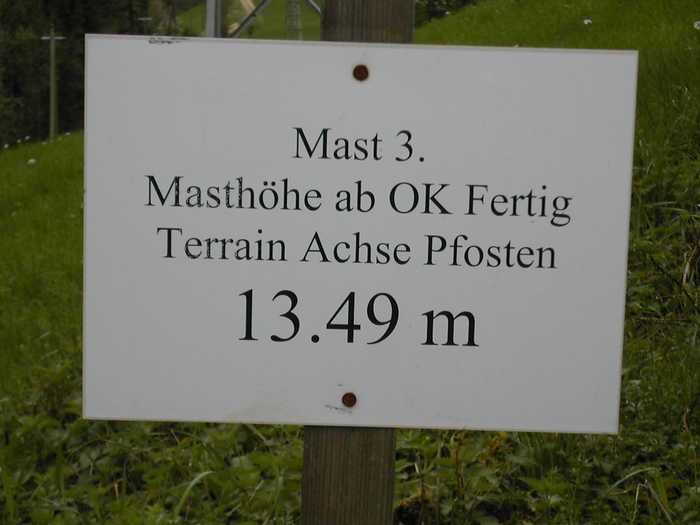 Mast 3.
Masthöhe ab OK Fertig
Terrain Achse Pfosten
13.49 m